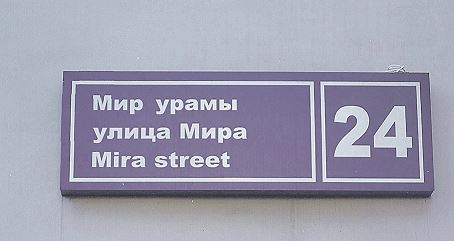 Мир урамы
улица Мира
Mira street
24